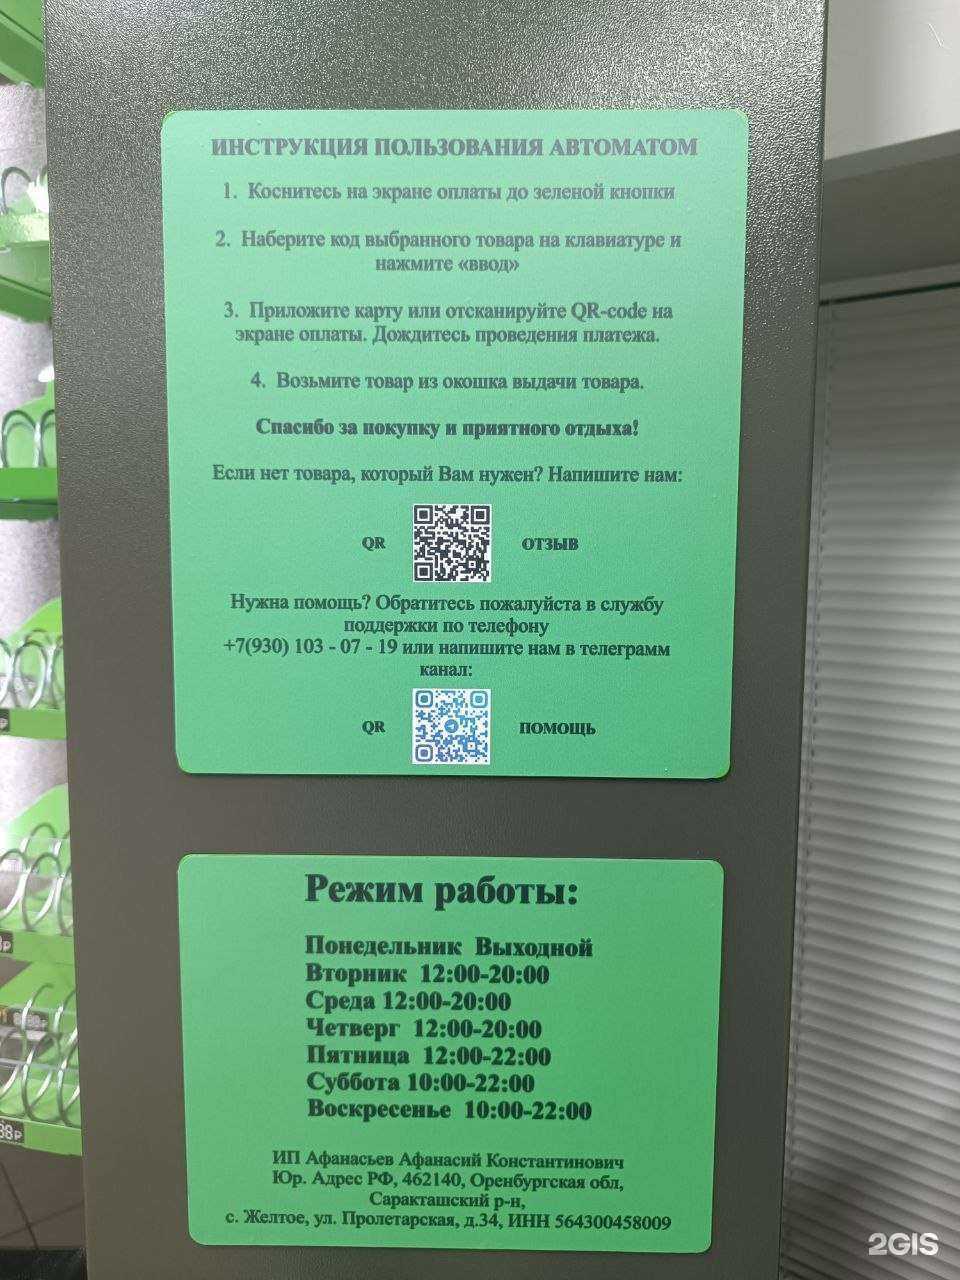 ИНСТРУКЦИЯ ПОЛЬЗОВАНИЯ АВТОМАТОМ
1. Коснитесь на экране оплаты до зеленой кнопки
2. Наберите код выбранного товара на клавиатуре и
нажмите «ввод»
3. Приложите карту или отсканируйте QR-code на
экране оплаты. Дождитесь проведения платежа.
4. Возьмите товар из окошка выдачи товара.
Спасибо за покупку и приятного отдыха!
Если нет товара, который Вам нужен? Напишите нам:
QR ОТЗЫВ
Нужна помощь? Обратитесь пожалуйста в службу
поддержки по телефону
+7(930) 103 - 07 - 19 или напишите нам в телеграмм
канал:
QR ПОМОЩЬ
Режим работы:
Понедельник Выходной
Вторник 12:00-20:00
Среда 12:00-20:00
Четверг 12:00-20:00
Пятница 12:00-22:00
Суббота 10:00-22:00
Воскресенье 10:00-22:00
ИП Афанасьев Афанасий Константинович
Юр. Адрес РФ, 462140, Оренбургская обл,
Саракташский р-н,
с. Желтое, ул. Пролетарская, д.34, ИНН 564300458009
2GIS